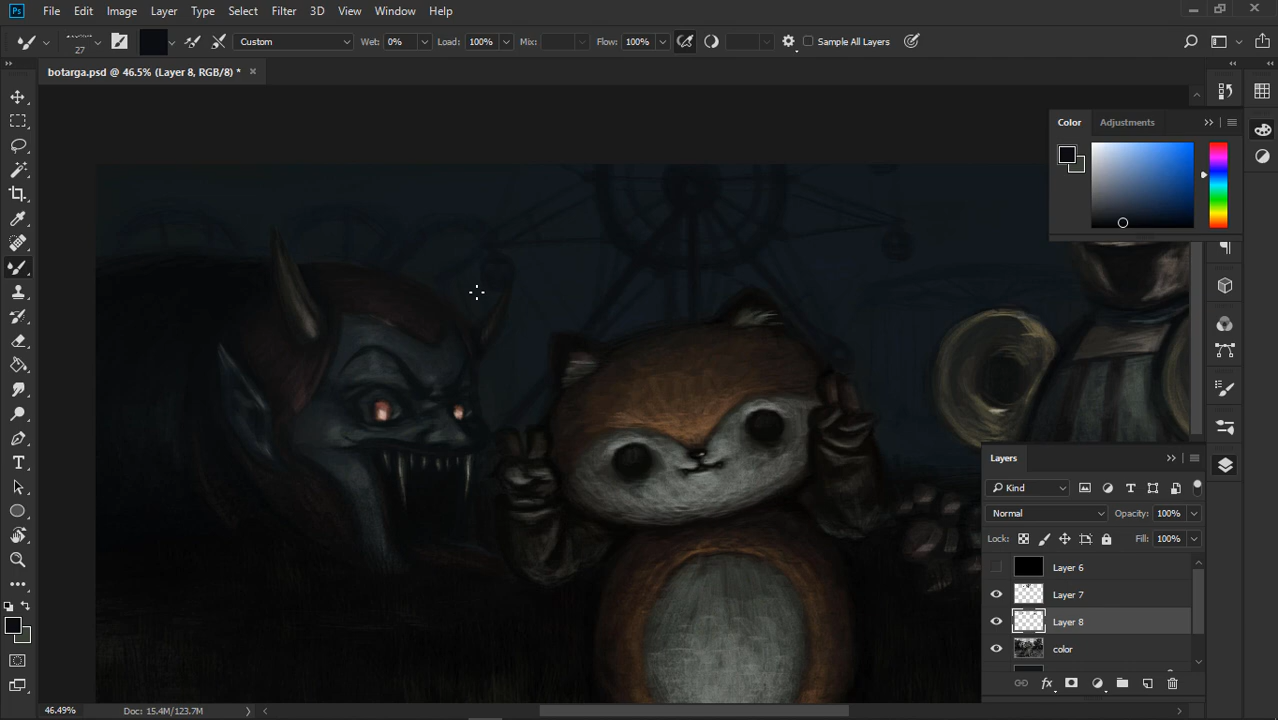 Ps File Edit Image Layer Type Select Filter 3D View Window Help
27 Custom Wet: 0% Load: 100% Mix: Flow: 100% Sample All Layers
botarga.psd @ 46.5% (Layer 8, RGB/8) *
Color Adjustments
Layers
Kind
Normal Opacity: 100%
Lock: Fill: 100%
Layer 6
Layer 7
Layer 8
color
fx
46.49% Doc: 15.4M/123.7M